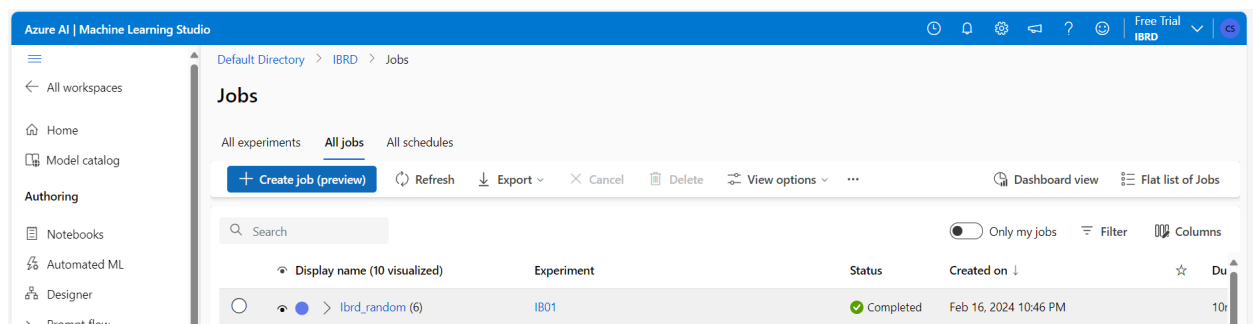 Azure AI | Machine Learning Studio
Free Trial
IBRD
CS
Default Directory > IBRD > Jobs
All workspaces
Jobs
Home
Model catalog
All experiments All jobs All schedules
Create job (preview) Refresh Export Cancel Delete View options ... Dashboard view Flat list of Jobs
Authoring
Notebooks
Automated ML
Designer
Prompt flow
Search Only my jobs Filter Columns
Display name (10 visualized) Experiment Status Created on ↓ Du
Ibrd_random (6) IB01 Completed Feb 16, 2024 10:46 PM